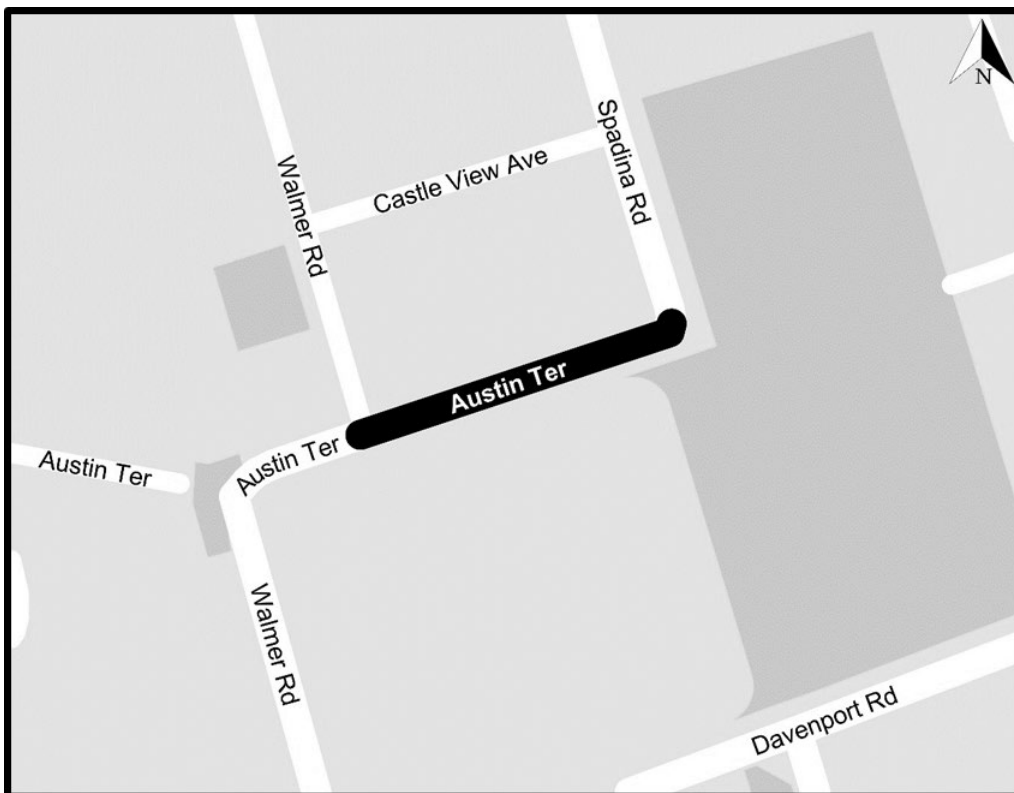 N
Spadina Rd
Castle View Ave
Walmer Rd
Austin Ter
Austin Ter
Austin Ter
Walmer Rd
Davenport Rd